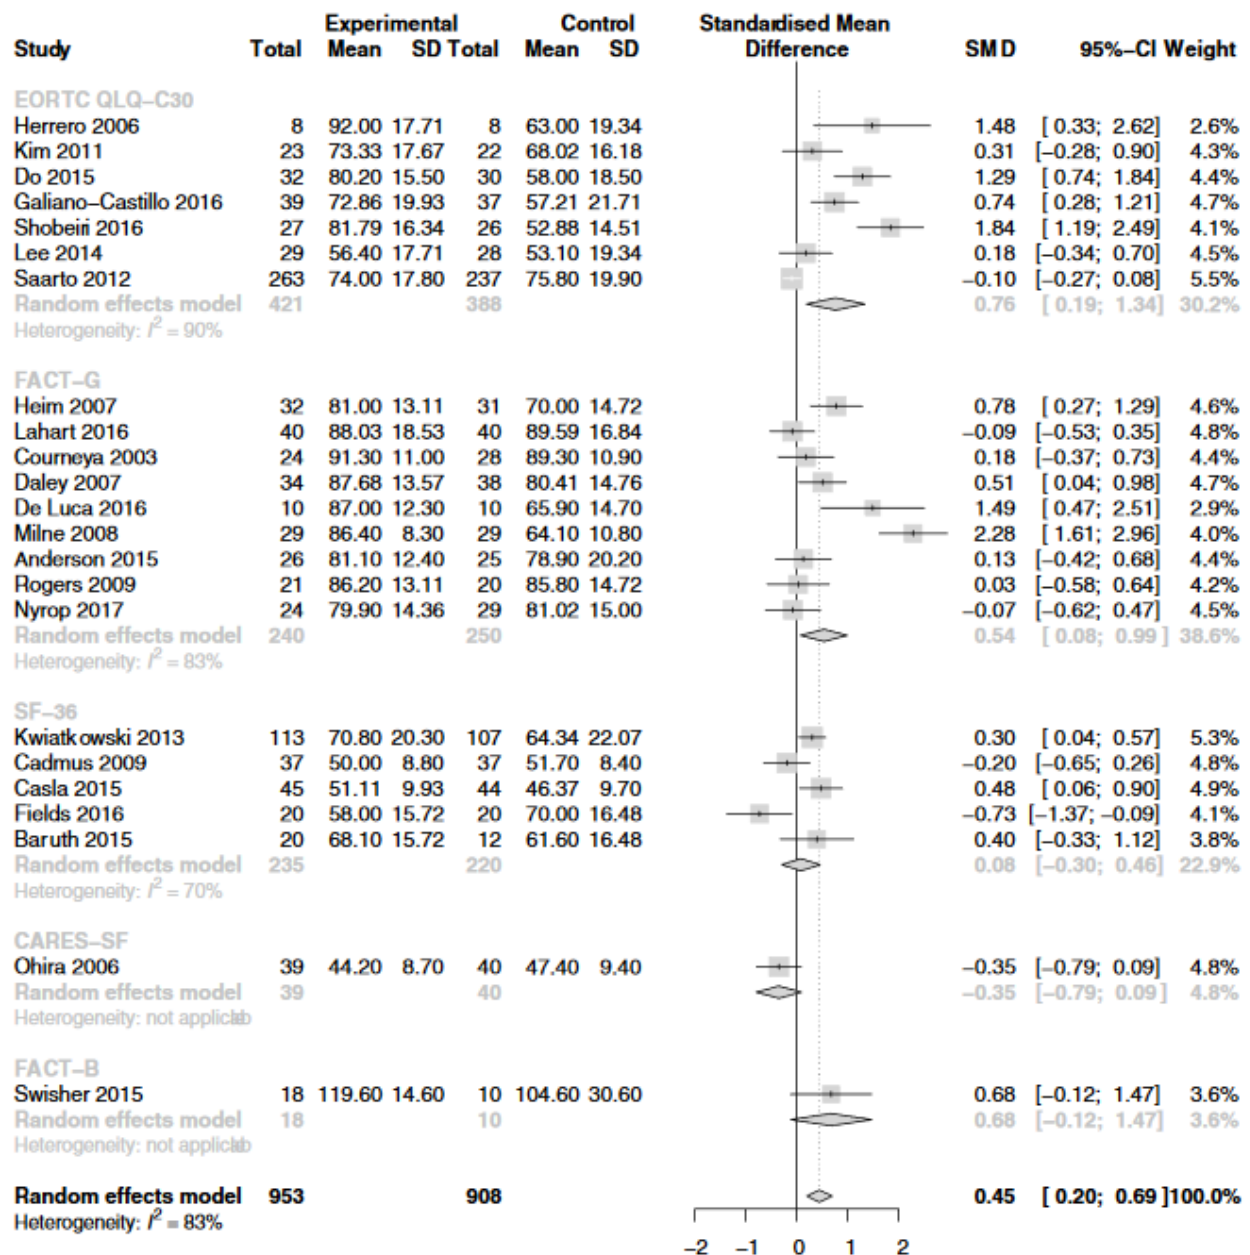 Experimental Control Standardised Mean
Study Total Mean SD Total Mean SD Difference SMD 95%-CI Weight
EORTC QLQ-C30
Herrero 2006 8 92.00 17.71 8 63.00 19.34 1.48 [ 0.33; 2.62] 2.6%
Kim 2011 23 73.33 17.67 22 68.02 16.18 0.31 [-0.28; 0.90] 4.3%
Do 2015 32 80.20 15.50 30 58.00 18.50 1.29 [ 0.74; 1.84] 4.4%
Galiano-Castillo 2016 39 72.86 19.93 37 57.21 21.71 0.74 [ 0.28; 1.21] 4.7%
Shobeiri 2016 27 81.79 16.34 26 52.88 14.51 1.84 [ 1.19; 2.49] 4.1%
Lee 2014 29 56.40 17.71 28 53.10 19.34 0.18 [-0.34; 0.70] 4.5%
Saarto 2012 263 74.00 17.80 237 75.80 19.90 -0.10 [-0.27; 0.08] 5.5%
Random effects model 421 388 0.76 [ 0.19; 1.34] 30.2%
Heterogeneity: I² = 90%
FACT-G
Heim 2007 32 81.00 13.11 31 70.00 14.72 0.78 [ 0.27; 1.29] 4.6%
Lahart 2016 40 88.03 18.53 40 89.59 16.84 -0.09 [-0.53; 0.35] 4.8%
Courneya 2003 24 91.30 11.00 28 89.30 10.90 0.18 [-0.37; 0.73] 4.4%
Daley 2007 34 87.68 13.57 38 80.41 14.76 0.51 [ 0.04; 0.98] 4.7%
De Luca 2016 10 87.00 12.30 10 65.90 14.70 1.49 [ 0.47; 2.51] 2.9%
Milne 2008 29 86.40 8.30 29 64.10 10.80 2.28 [ 1.61; 2.96] 4.0%
Anderson 2015 26 81.10 12.40 25 78.90 20.20 0.13 [-0.42; 0.68] 4.4%
Rogers 2009 21 86.20 13.11 20 85.80 14.72 0.03 [-0.58; 0.64] 4.2%
Nyrop 2017 24 79.90 14.36 29 81.02 15.00 -0.07 [-0.62; 0.47] 4.5%
Random effects model 240 250 0.54 [ 0.08; 0.99 ] 38.6%
Heterogeneity: I² = 83%
SF-36
Kwiatkowski 2013 113 70.80 20.30 107 64.34 22.07 0.30 [ 0.04; 0.57] 5.3%
Cadmus 2009 37 50.00 8.80 37 51.70 8.40 -0.20 [-0.65; 0.26] 4.8%
Casla 2015 45 51.11 9.93 44 46.37 9.70 0.48 [ 0.06; 0.90] 4.9%
Fields 2016 20 58.00 15.72 20 70.00 16.48 -0.73 [-1.37; -0.09] 4.1%
Baruth 2015 20 68.10 15.72 12 61.60 16.48 0.40 [-0.33; 1.12] 3.8%
Random effects model 235 220 0.08 [-0.30; 0.46] 22.9%
Heterogeneity: I² = 70%
CARES-SF
Ohira 2006 39 44.20 8.70 40 47.40 9.40 -0.35 [-0.79; 0.09] 4.8%
Random effects model 39 40 -0.35 [-0.79; 0.09 ] 4.8%
Heterogeneity: not applicab
FACT-B
Swisher 2015 18 119.60 14.60 10 104.60 30.60 0.68 [-0.12; 1.47] 3.6%
Random effects model 18 10 0.68 [-0.12; 1.47] 3.6%
Heterogeneity: not applicab
Random effects model 953 908 0.45 [ 0.20; 0.69 ]100.0%
Heterogeneity: I² = 83%
-2 -1 0 1 2